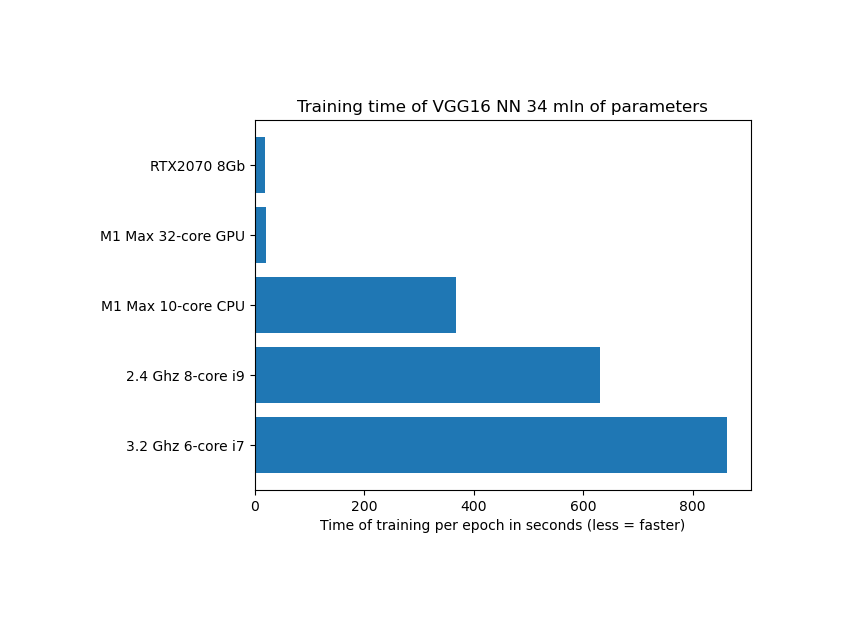 Training time of VGG16 NN 34 mln of parameters
RTX2070 8Gb
M1 Max 32-core GPU
M1 Max 10-core CPU
2.4 Ghz 8-core i9
3.2 Ghz 6-core i7
0 200 400 600 800
Time of training per epoch in seconds (less = faster)